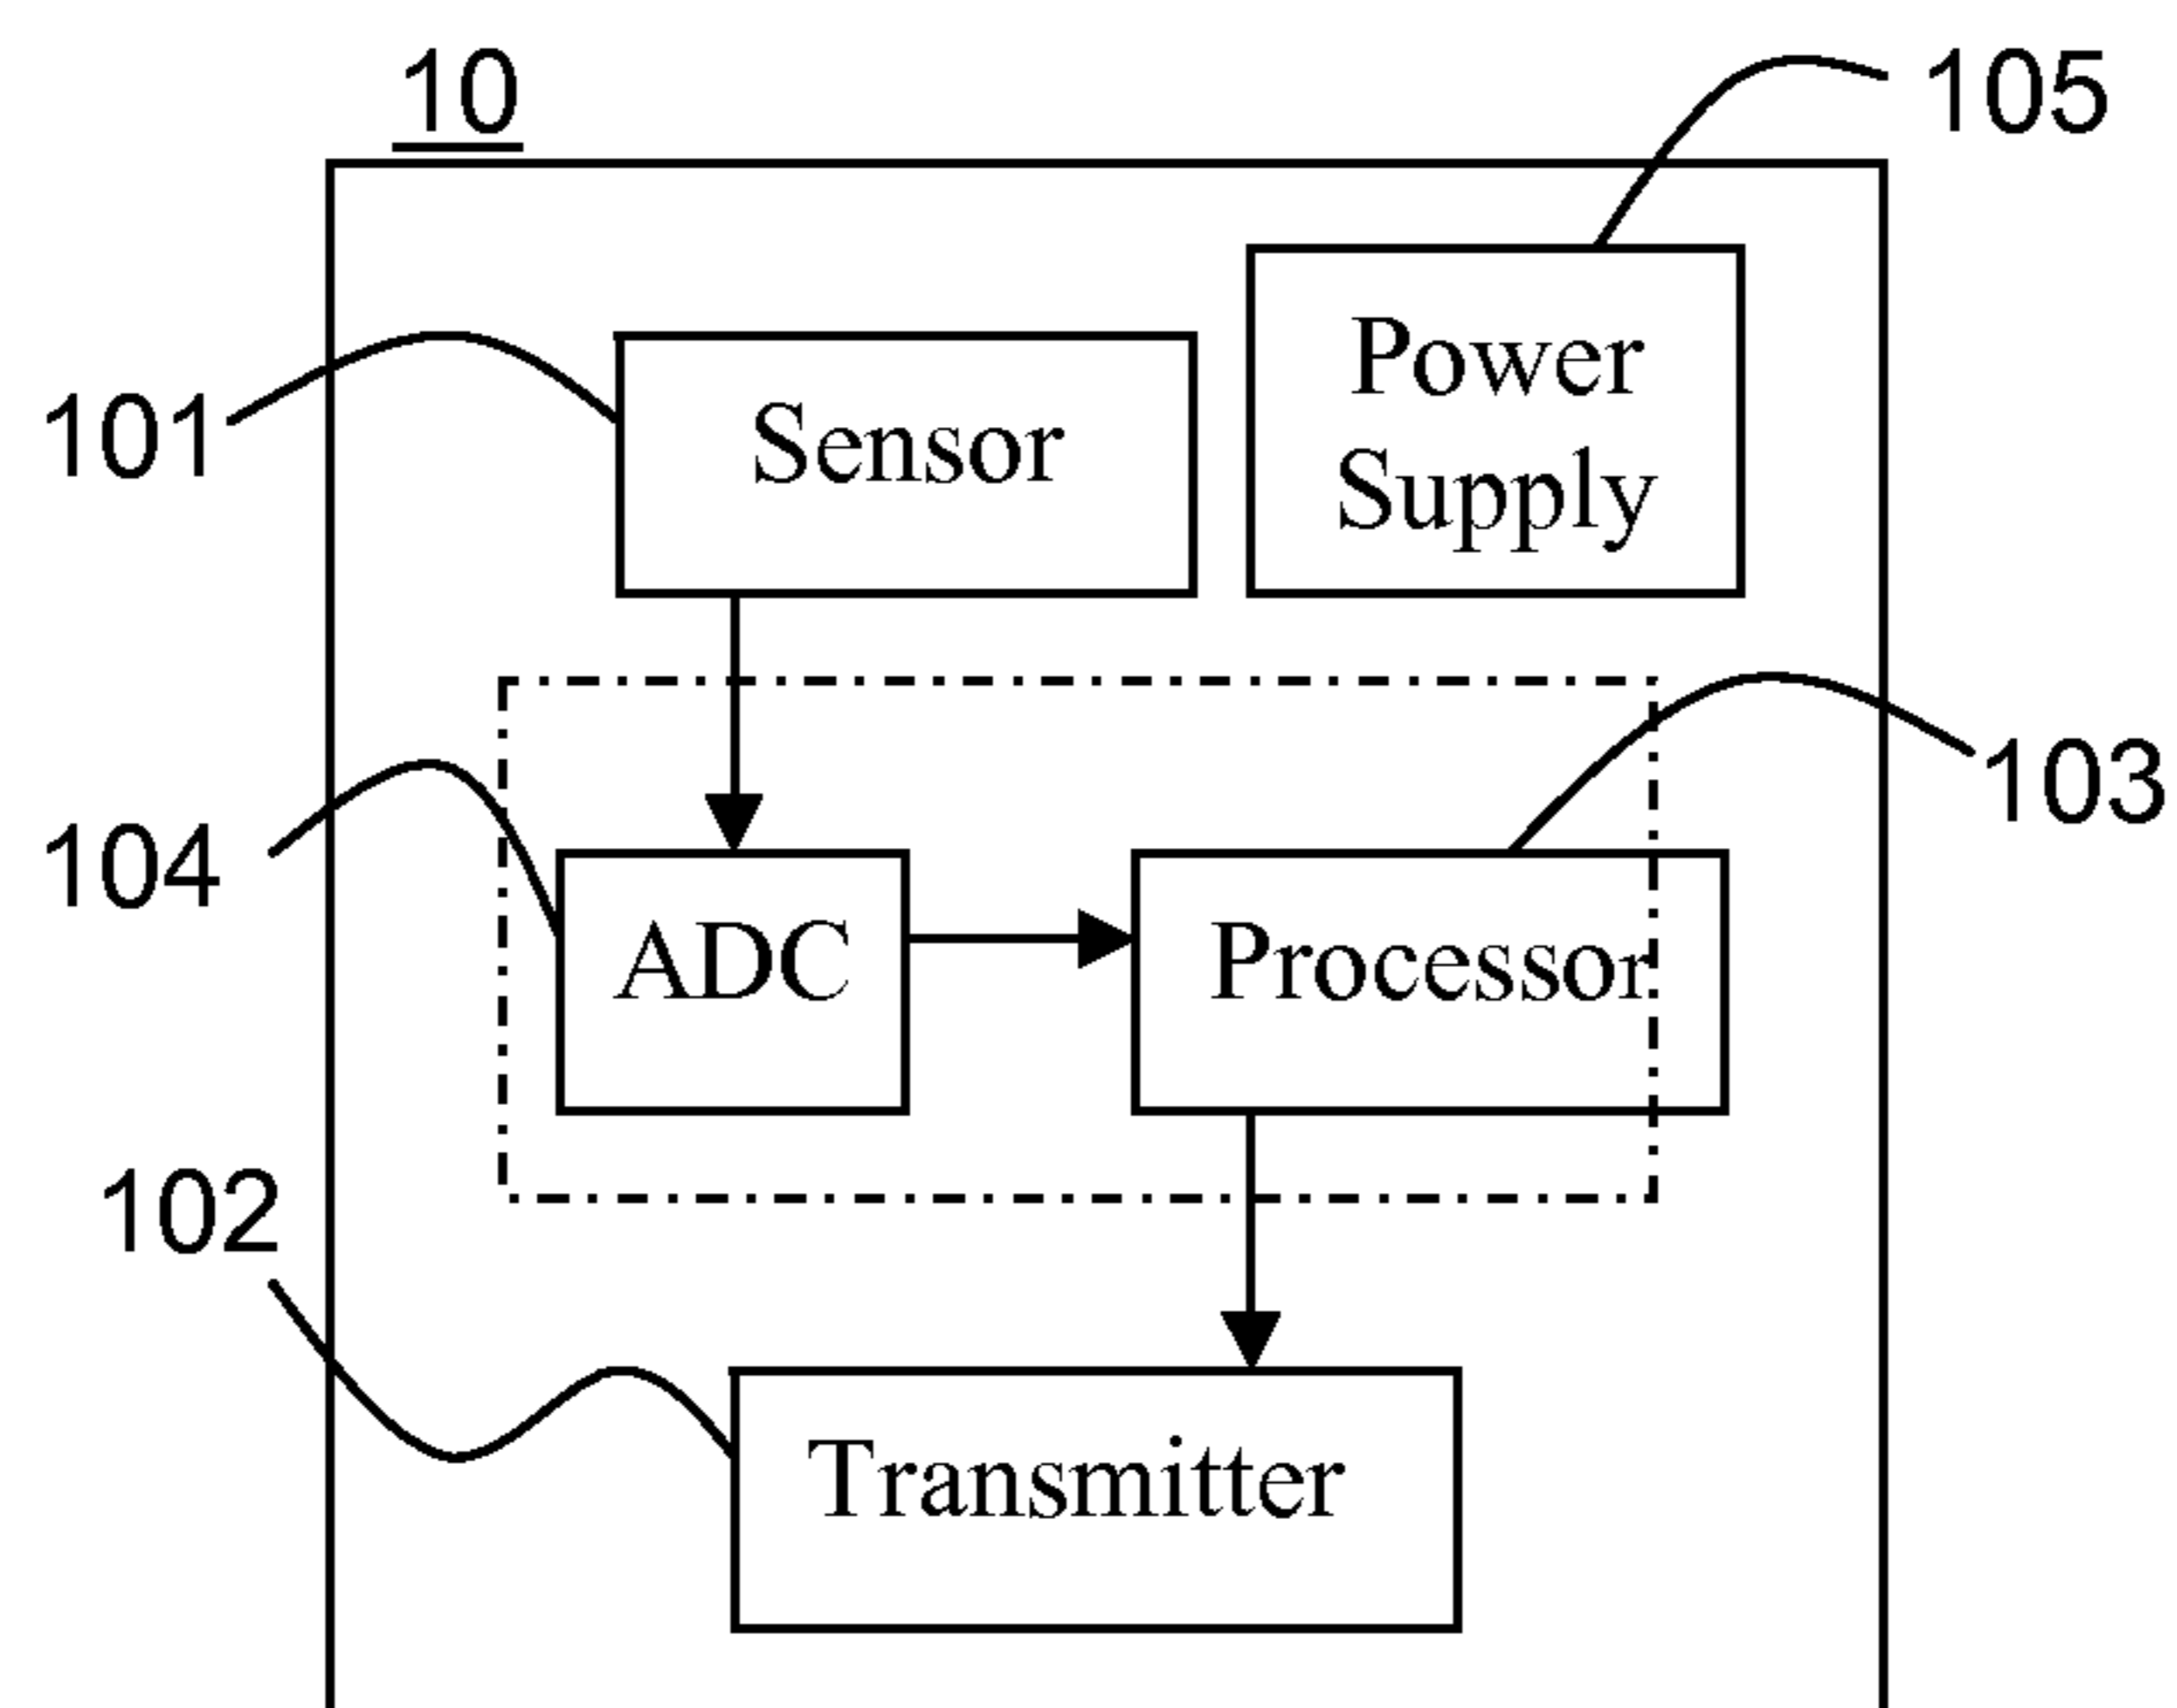 10
105
101
Sensor
Power
Supply
103
104
ADC
Processor
102
Transmitter